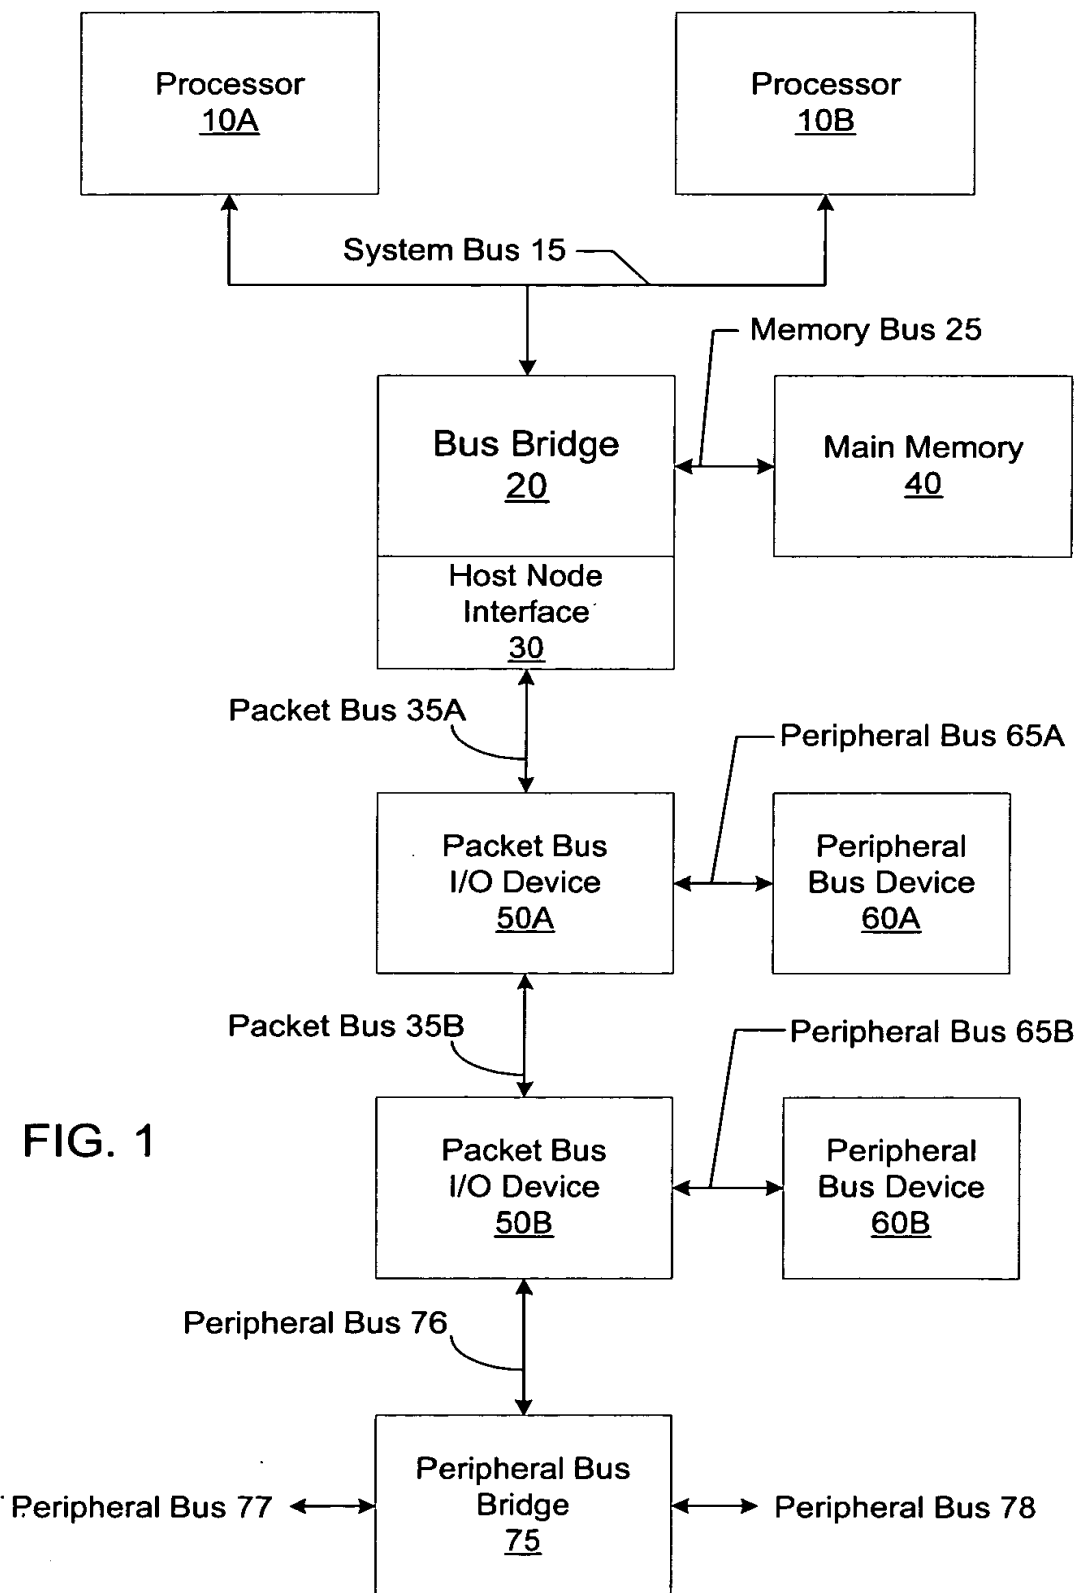 Processor
10A
Processor
10B
System Bus 15
Memory Bus 25
Bus Bridge
20
Main Memory
40
Host Node
Interface
30
Packet Bus 35A
Peripheral Bus 65A
Packet Bus
I/O Device
50A
Peripheral
Bus Device
60A
Packet Bus 35B
Peripheral Bus 65B
FIG. 1
Packet Bus
I/O Device
50B
Peripheral
Bus Device
60B
Peripheral Bus 76
Peripheral Bus
Bridge
75
Peripheral Bus 77
Peripheral Bus 78